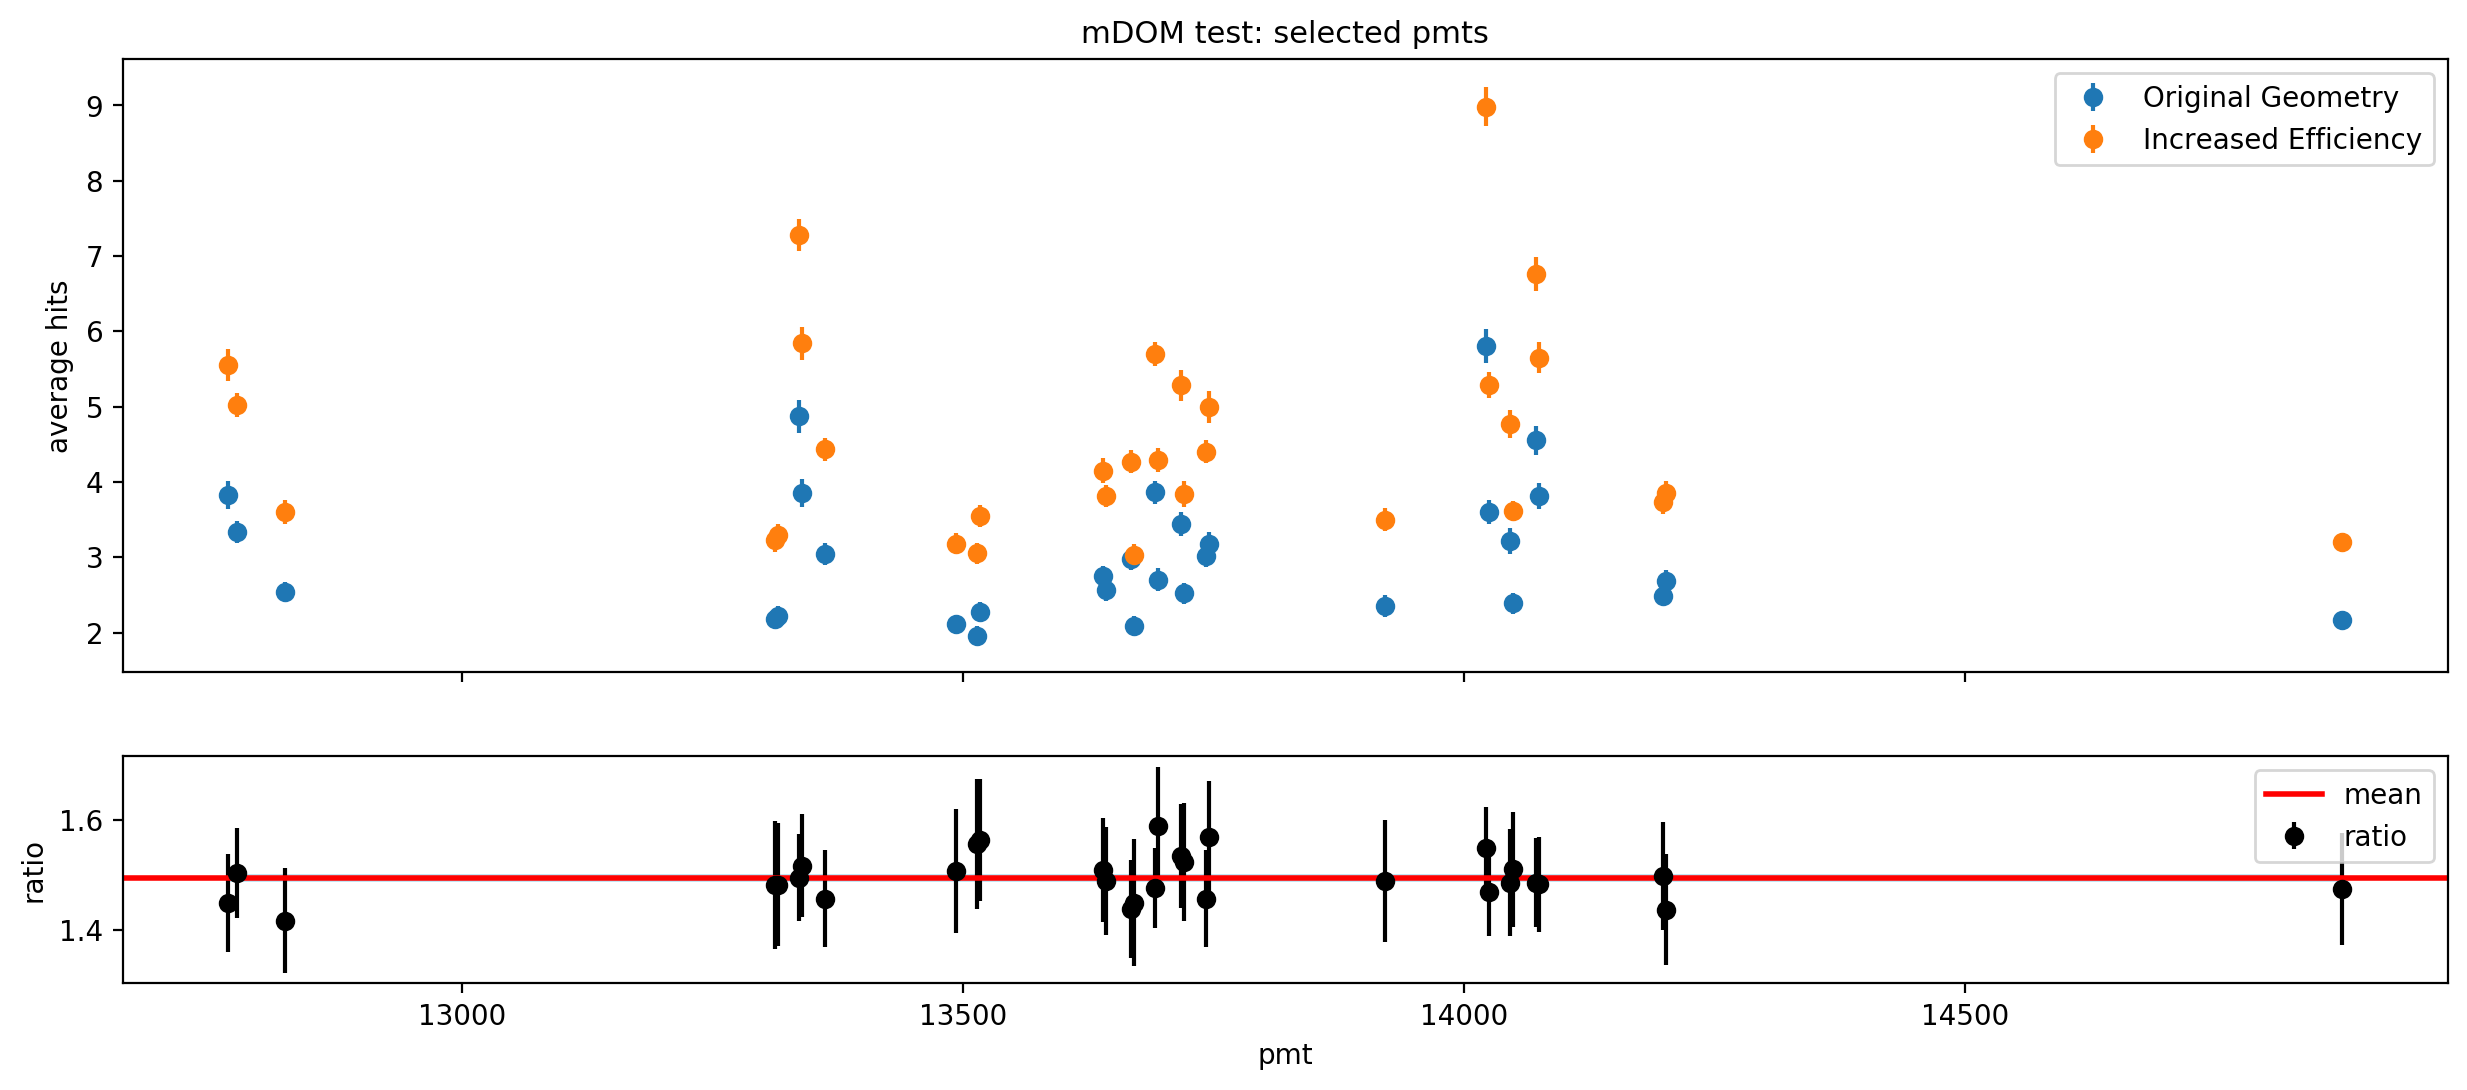 mDOM test: selected pmts
9
8
7
6
5
4
3
2
average hits
Original Geometry
Increased Efficiency
1.6
1.4
ratio
mean
ratio
13000
13500
14000
14500
pmt